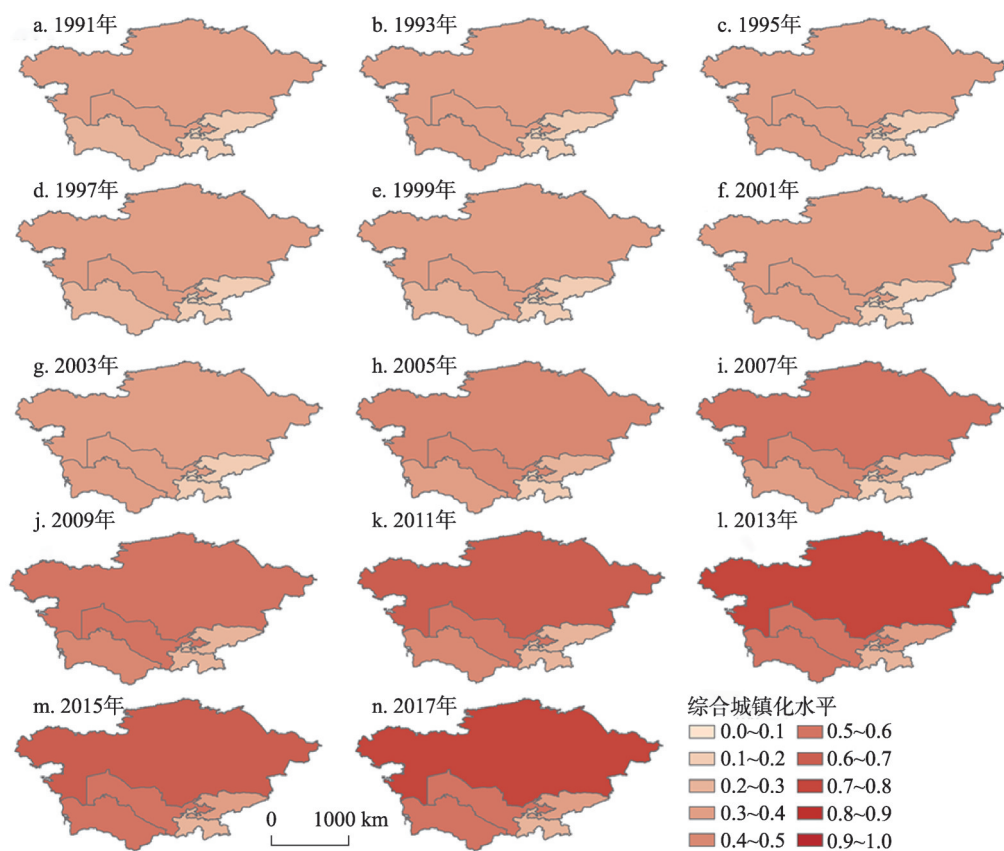 a. 1991年
b. 1993年
c. 1995年
d. 1997年
e. 1999年
f. 2001年
g. 2003年
h. 2005年
i. 2007年
j. 2009年
k. 2011年
l. 2013年
m. 2015年
n. 2017年
0 1000 km
综合城镇化水平
0.0~0.1 0.5~0.6
0.1~0.2 0.6~0.7
0.2~0.3 0.7~0.8
0.3~0.4 0.8~0.9
0.4~0.5 0.9~1.0